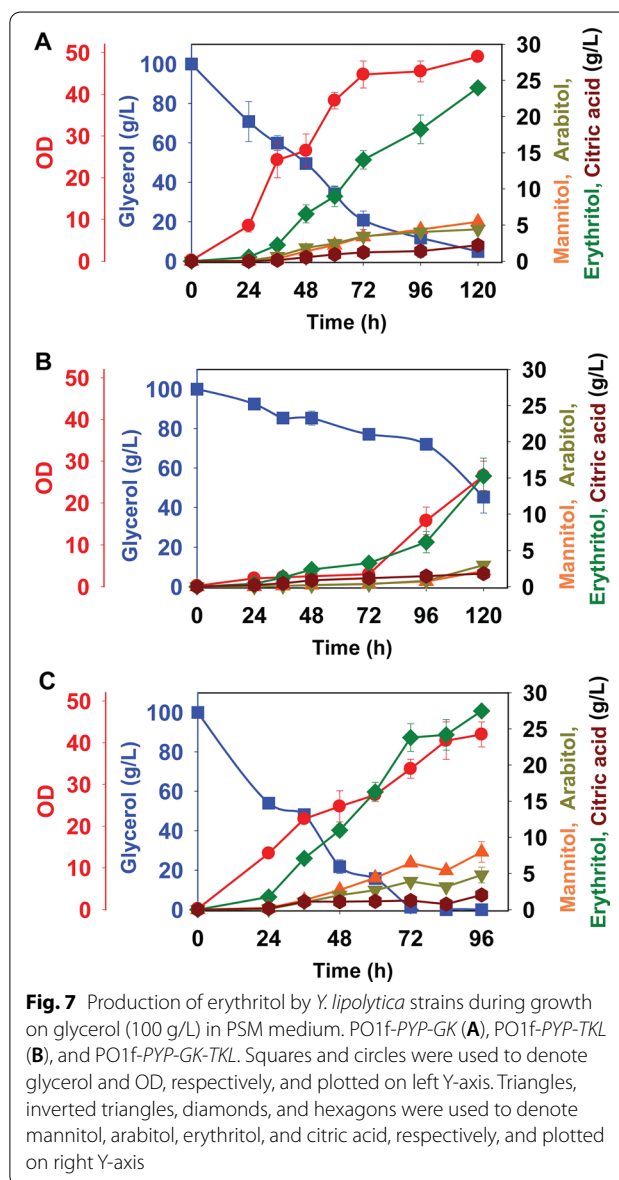 A
OD
50
40
30
20
10
0
Glycerol (g/L)
100
80
60
40
20
0
30
25
20
15
10
5
0
Mannitol, Arabitol,
Erythritol, Citric acid (g/L)
0 24 48 72 96 120
Time (h)
B
OD
50
40
30
20
10
0
Glycerol (g/L)
100
80
60
40
20
0
30
25
20
15
10
5
0
Mannitol, Arabitol,
Erythritol, Citric acid (g/L)
0 24 48 72 96 120
Time (h)
C
OD
50
40
30
20
10
0
Glycerol (g/L)
100
80
60
40
20
0
30
25
20
15
10
5
0
Mannitol, Arabitol,
Erythritol, Citric acid (g/L)
0 24 48 72 96
Time (h)
Fig. 7 Production of erythritol by Y. lipolytica strains during growth
on glycerol (100 g/L) in PSM medium. PO1f-PYP-GK (A), PO1f-PYP-TKL
(B), and PO1f-PYP-GK-TKL. Squares and circles were used to denote
glycerol and OD, respectively, and plotted on left Y-axis. Triangles,
inverted triangles, diamonds, and hexagons were used to denote
mannitol, arabitol, erythritol, and citric acid, respectively, and plotted
on right Y-axis